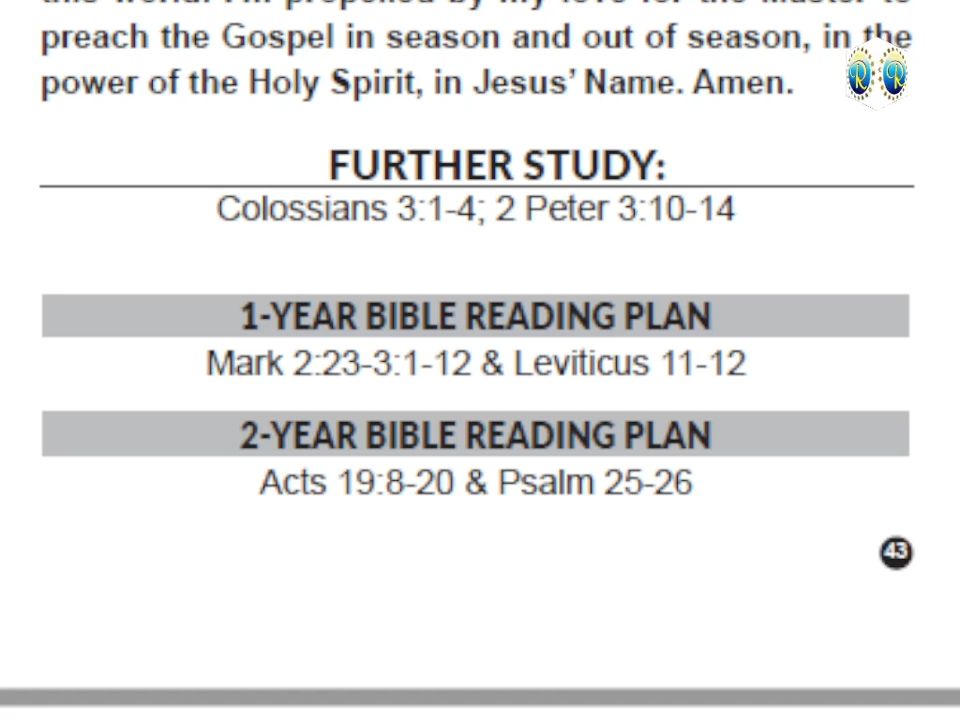 preach the Gospel in season and out of season, in the
power of the Holy Spirit, in Jesus’ Name. Amen.
R R
FURTHER STUDY:
Colossians 3:1-4; 2 Peter 3:10-14
1-YEAR BIBLE READING PLAN
Mark 2:23-3:1-12 & Leviticus 11-12
2-YEAR BIBLE READING PLAN
Acts 19:8-20 & Psalm 25-26
43